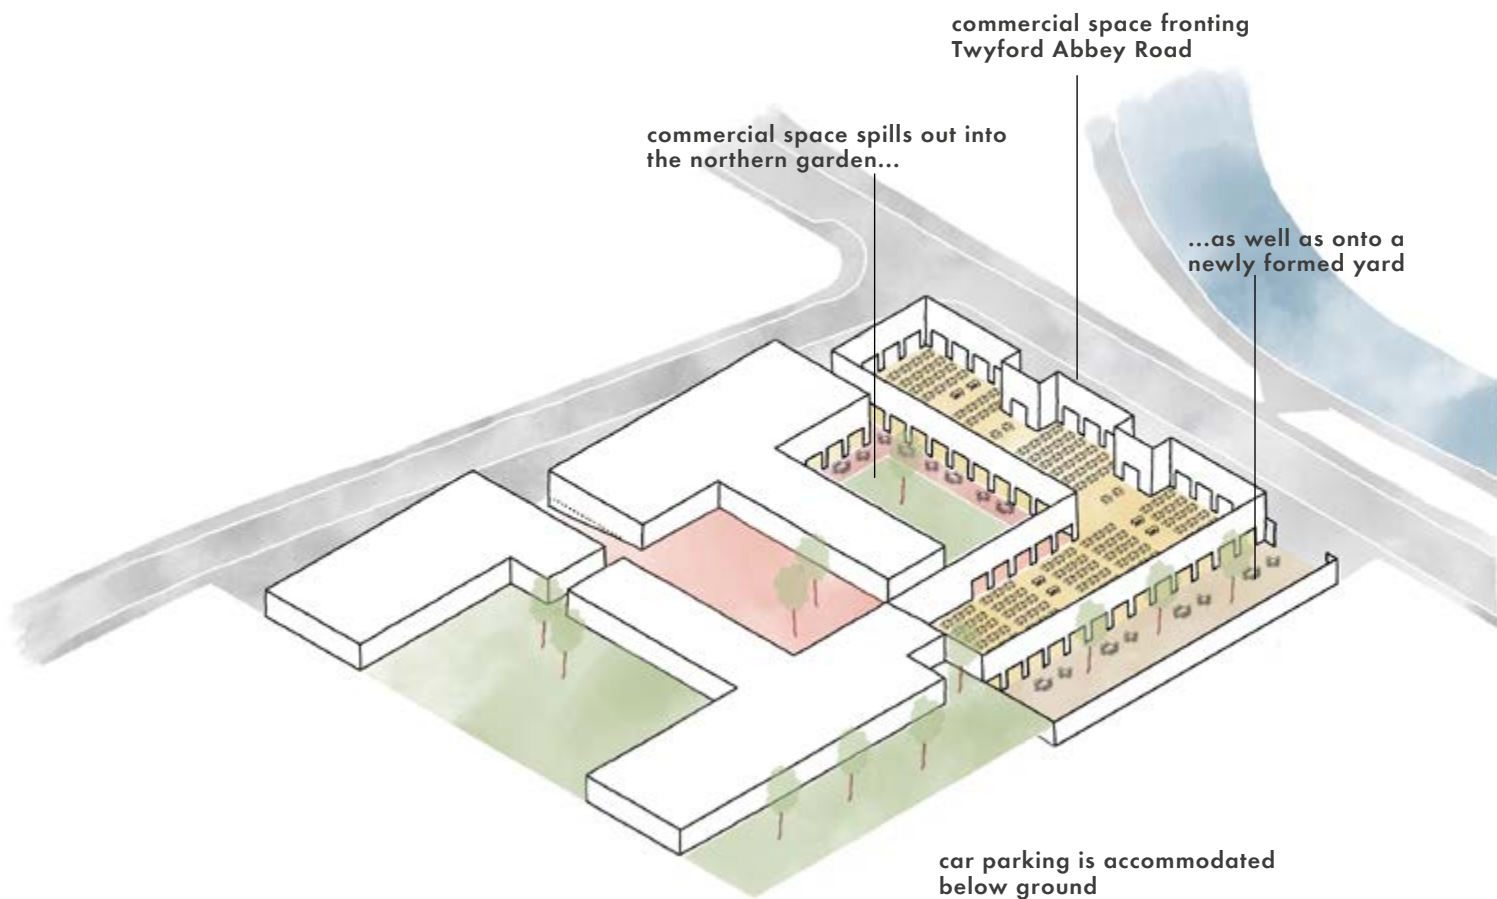 commercial space fronting
Twyford Abbey Road
commercial space spills out into
the northern garden...
...as well as onto a
newly formed yard
car parking is accommodated
below ground